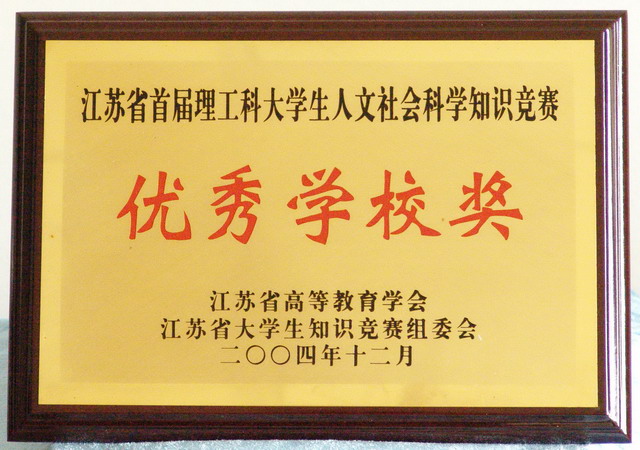 江苏省首届理工科大学生人文社会科学知识竞赛
优秀学校奖
江苏省高等教育学会
江苏省大学生知识竞赛组委会
二〇〇四年十二月